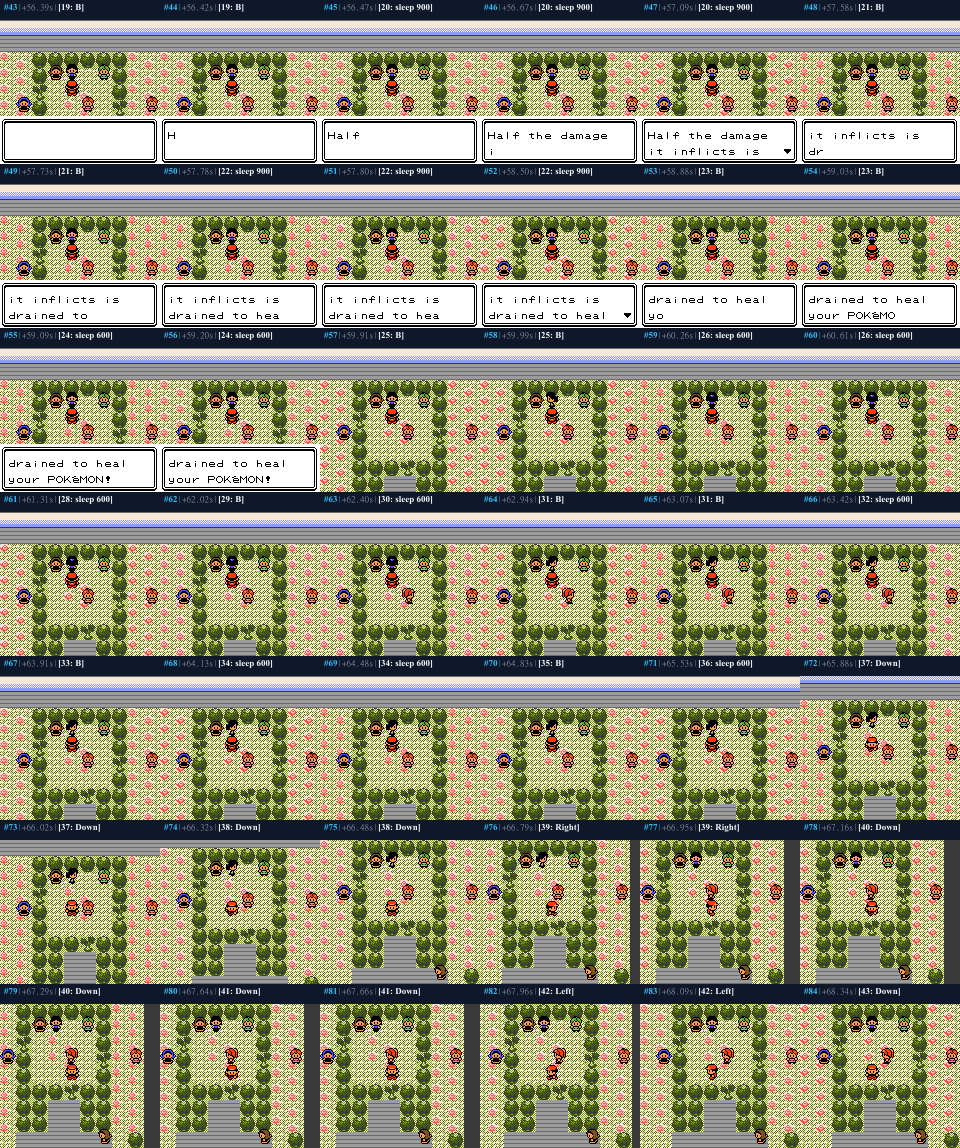 #43|+56.39s| [19: B]
#44|+56.42s| [19: B]
#45|+56.47s| [20: sleep 900]
#46|+56.67s| [20: sleep 900]
#47|+57.09s| [20: sleep 900]
#48|+57.58s| [21: B]
H
Half
Half the damage
i
Half the damage
it inflicts is
it inflicts is
dr
#49|+57.73s| [21: B]
#50|+57.78s| [22: sleep 900]
#51|+57.80s| [22: sleep 900]
#52|+58.50s| [22: sleep 900]
#53|+58.88s| [23: B]
#54|+59.03s| [23: B]
it inflicts is
drained to
it inflicts is
drained to hea
it inflicts is
drained to hea
it inflicts is
drained to heal
drained to heal
yo
drained to heal
your POKéMO
#55|+59.09s| [24: sleep 600]
#56|+59.20s| [24: sleep 600]
#57|+59.91s| [25: B]
#58|+59.99s| [25: B]
#59|+60.26s| [26: sleep 600]
#60|+60.61s| [26: sleep 600]
drained to heal
your POKéMON!
drained to heal
your POKéMON!
#61|+61.31s| [28: sleep 600]
#62|+62.02s| [29: B]
#63|+62.40s| [30: sleep 600]
#64|+62.94s| [31: B]
#65|+63.07s| [31: B]
#66|+63.42s| [32: sleep 600]
#67|+63.91s| [33: B]
#68|+64.13s| [34: sleep 600]
#69|+64.48s| [34: sleep 600]
#70|+64.83s| [35: B]
#71|+65.53s| [36: sleep 600]
#72|+65.88s| [37: Down]
#73|+66.02s| [37: Down]
#74|+66.32s| [38: Down]
#75|+66.48s| [38: Down]
#76|+66.79s| [39: Right]
#77|+66.95s| [39: Right]
#78|+67.16s| [40: Down]
#79|+67.29s| [40: Down]
#80|+67.64s| [41: Down]
#81|+67.66s| [41: Down]
#82|+67.96s| [42: Left]
#83|+68.09s| [42: Left]
#84|+68.34s| [43: Down]